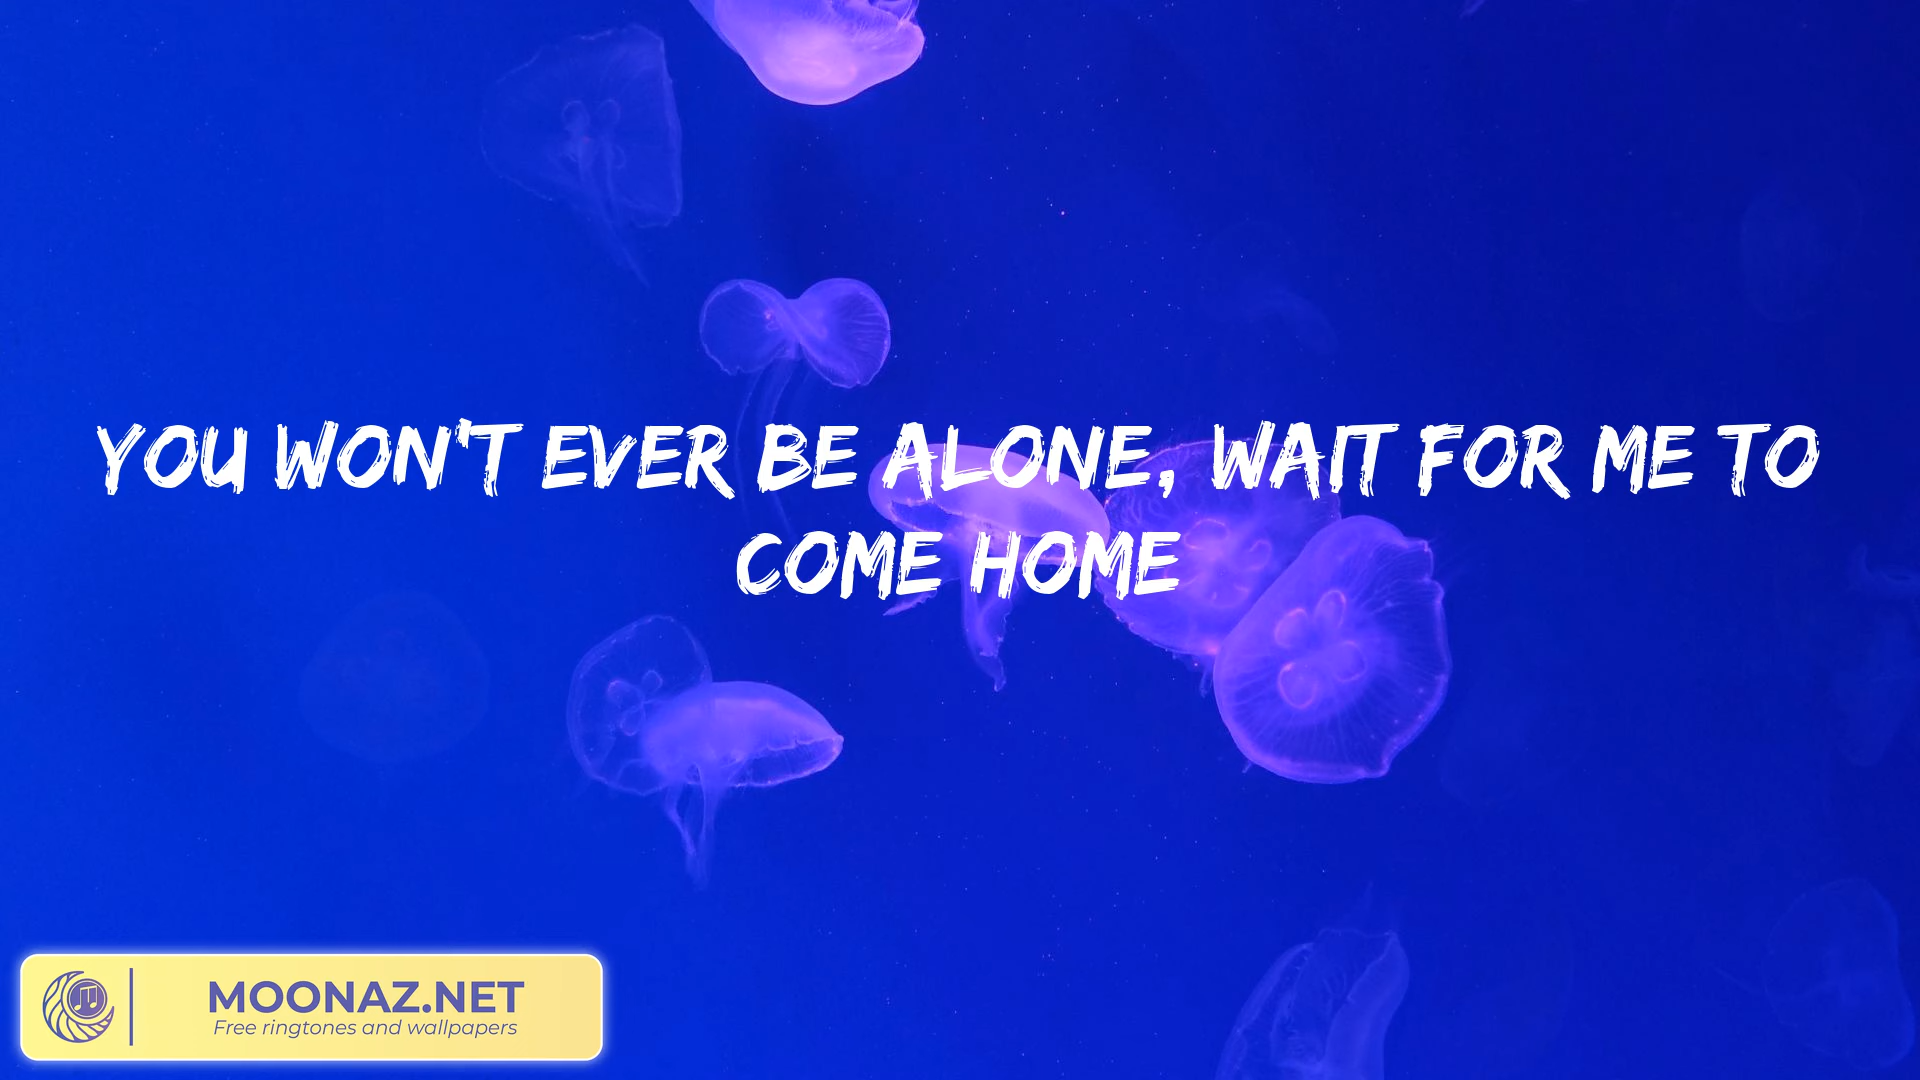 YOU WON'T EVER BE ALONE, WAIT FOR ME TO
COME HOME
MOONAZ.NET
Free ringtones and wallpapers